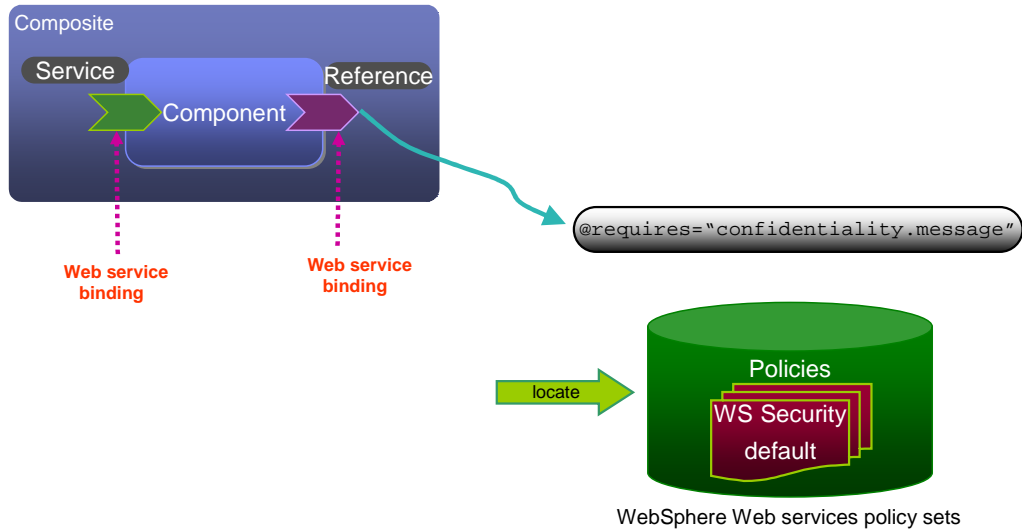 Composite
Service
Reference
Component
@requires=“confidentiality.message”
Web service
binding
Web service
binding
Policies
locate
WS Security
default
WebSphere Web services policy sets